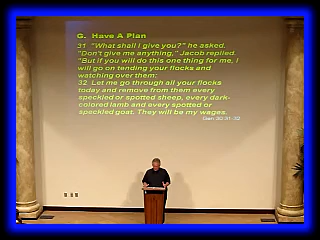 G. Have A Plan
31 "What shall I give you?" he asked.
"Don't give me anything," Jacob replied.
"But if you will do this one thing for me, I
will go on tending your flocks and
watching over them:
32 Let me go through all your flocks
today and remove from them every
speckled or spotted sheep, every dark-
colored lamb and every spotted or
speckled goat. They will be my wages.
Gen 30:31-32